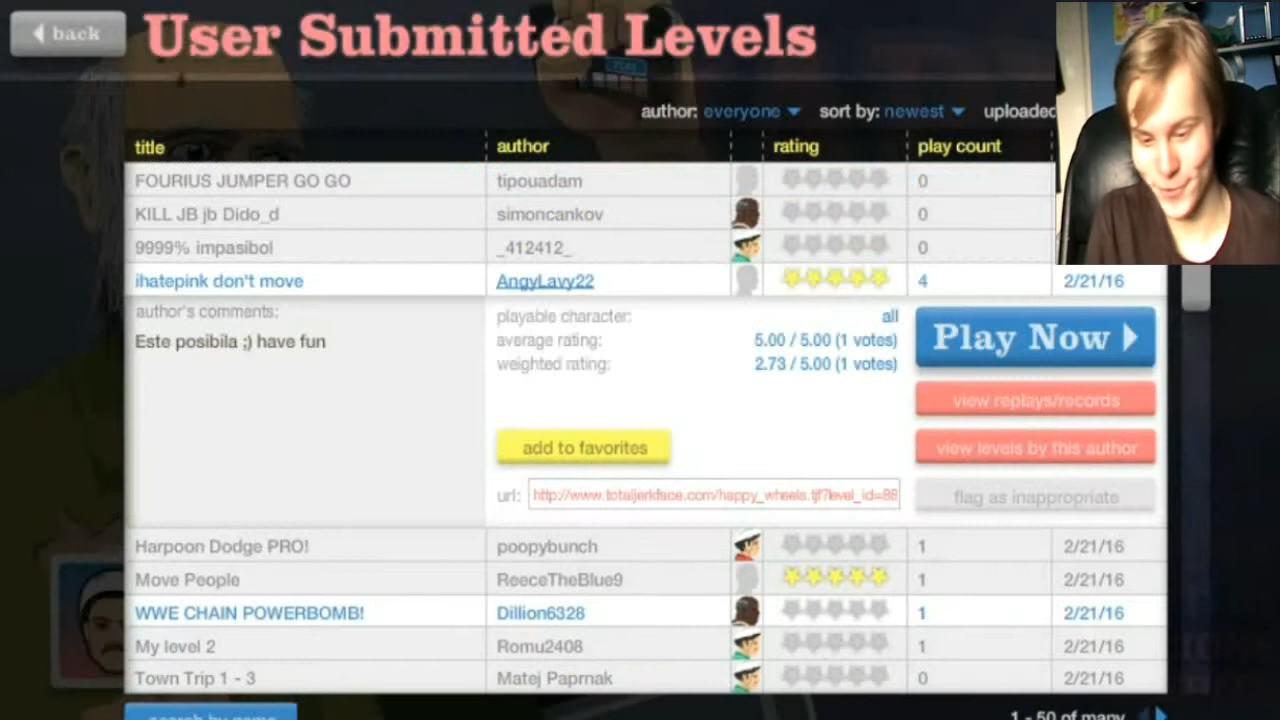 back
User Submitted Levels
author: everyone sort by: newest uploaded
title author rating play count
FOURIUS JUMPER GO GO tipouadam 0
KILL JB jb Dido_d simoncankov 0
9999% impasibol _412412_ 0
ihatepink don't move AngyLavy22 4 2/21/16
author's comments: playable character: all
Este posibila ;) have fun average rating: 5.00 / 5.00 (1 votes)
weighted rating: 2.73 / 5.00 (1 votes)
Play Now
view replays/records
add to favorites view levels by this author
url: http://www.totaljerkface.com/happy_wheels.tjf?level_id=88 flag as inappropriate
Harpoon Dodge PRO! poopybunch 1 2/21/16
Move People ReeceTheBlue9 1 2/21/16
WWE CHAIN POWERBOMB! Dillion6328 1 2/21/16
My level 2 Romu2408 1 2/21/16
Town Trip 1 - 3 Matej Paprnak 0 2/21/16
search by name 1 - 50 of many